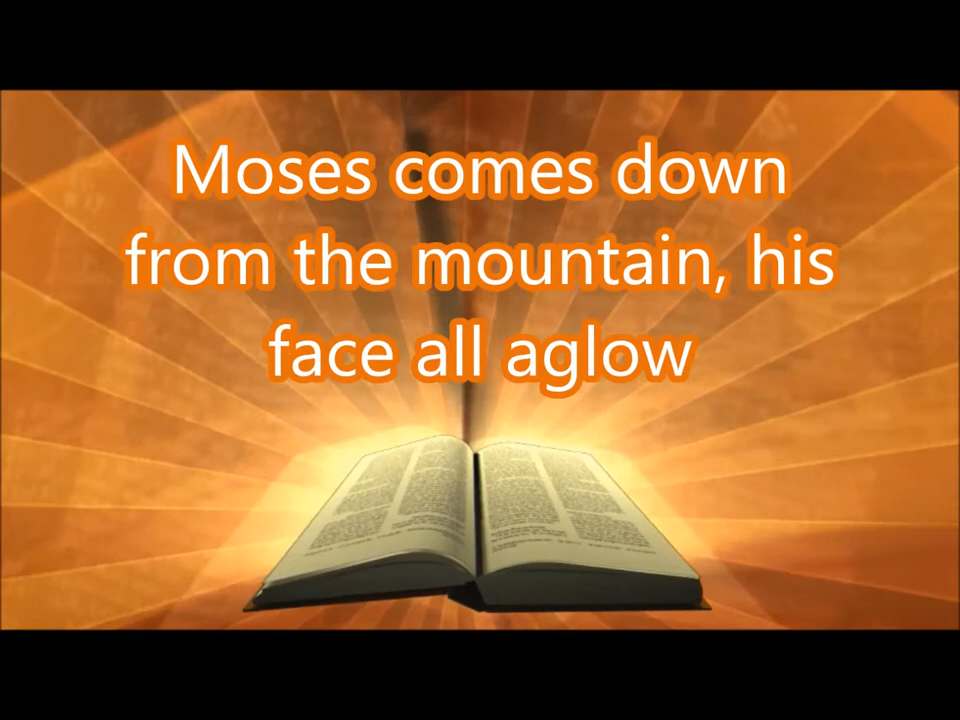 Moses comes down
from the mountain, his
face all aglow